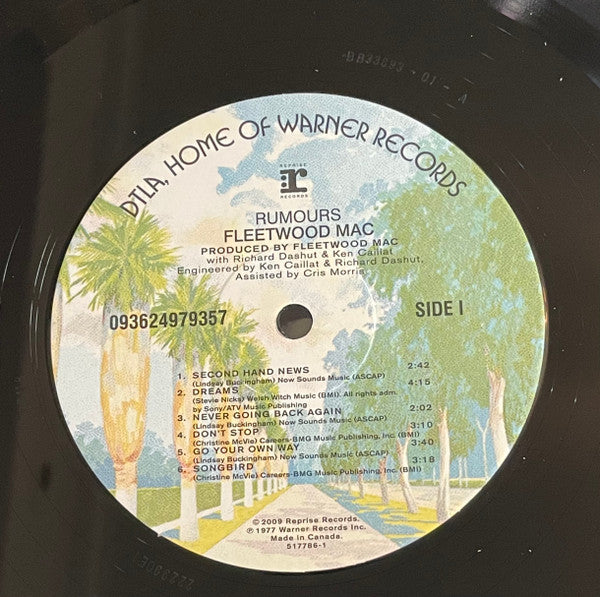 BB33693 - 01 - A
DTLA, HOME OF WARNER RECORDS
REPRISE
r
RECORDS
RUMOURS
FLEETWOOD MAC
PRODUCED BY FLEETWOOD MAC
with Richard Dashut & Ken Caillat
Engineered by Ken Caillat & Richard Dashut,
Assisted by Cris Morris
093624979357
SIDE I
1. SECOND HAND NEWS 2:42
(Lindsay Buckingham) Now Sounds Music (ASCAP)
2. DREAMS 4:15
(Stevie Nicks) Welsh Witch Music (BMI). All rights adm.
by Sony/ATV Music Publishing
3. NEVER GOING BACK AGAIN 2:02
(Lindsay Buckingham) Now Sounds Music (ASCAP)
4. DON'T STOP 3:10
(Christine McVie) Careers-BMG Music Publishing, Inc. (BMI)
5. GO YOUR OWN WAY 3:40
(Lindsay Buckingham) Now Sounds Music (ASCAP)
6. SONGBIRD 3:18
(Christine McVie) Careers-BMG Music Publishing, Inc. (BMI)
© 2009 Reprise Records.
℗ 1977 Warner Records Inc.
Made in Canada.
517786-1